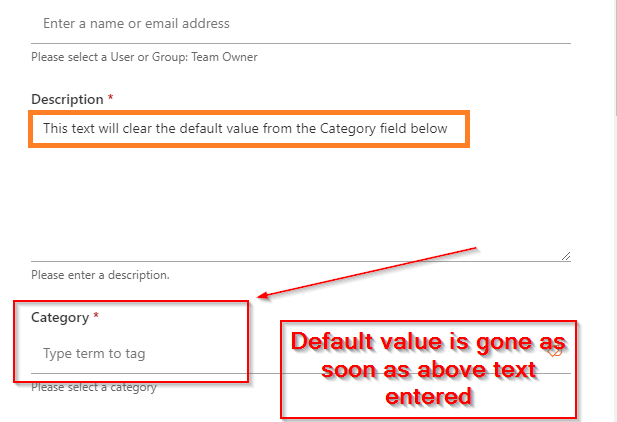 Enter a name or email address
Please select a User or Group: Team Owner
Description *
This text will clear the default value from the Category field below
Please enter a description.
Category *
Type term to tag
Please select a category
Default value is gone as
soon as above text
entered